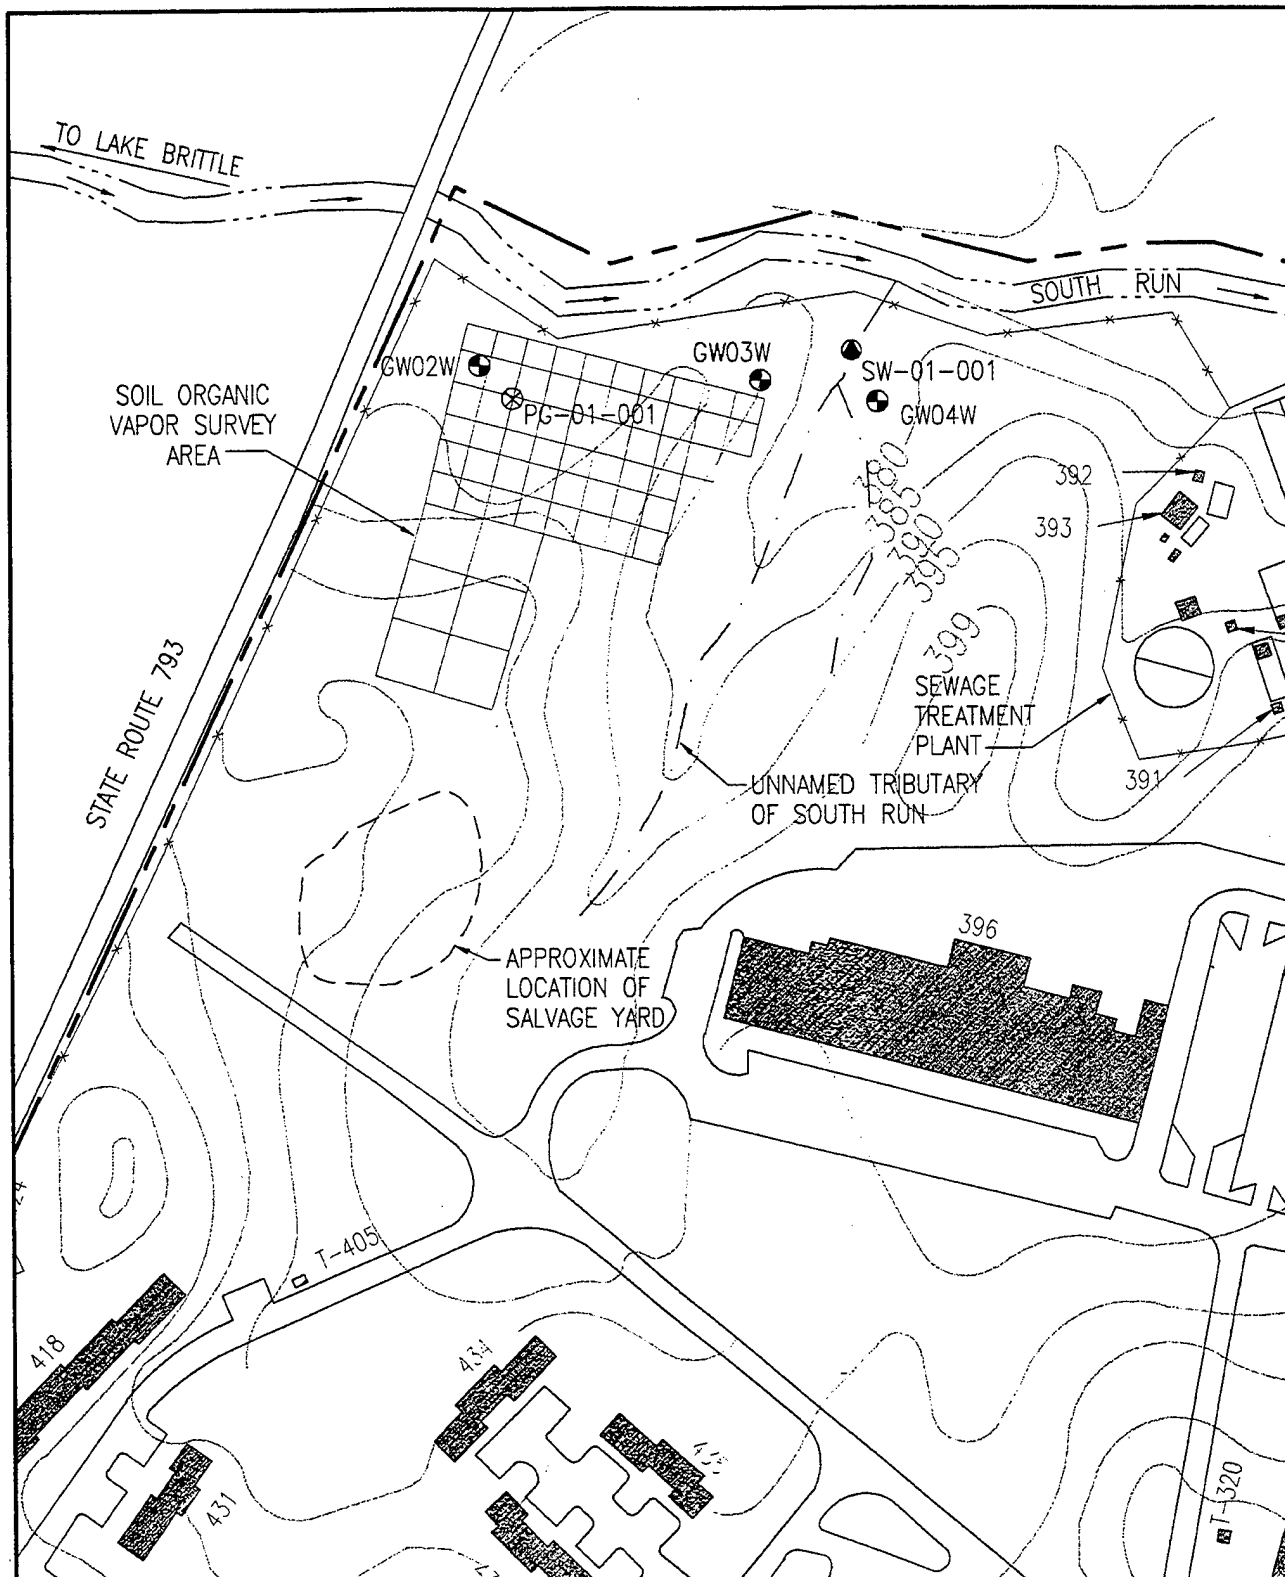 TO LAKE BRITTLE
SOUTH RUN
GW02W
GW03W
SW-01-001
GW04W
PG-01-001
SOIL ORGANIC
VAPOR SURVEY
AREA
380
385
390
395
399
392
393
STATE ROUTE 793
SEWAGE
TREATMENT
PLANT
391
UNNAMED TRIBUTARY
OF SOUTH RUN
396
APPROXIMATE
LOCATION OF
SALVAGE YARD
T-405
418
434
431
T-320